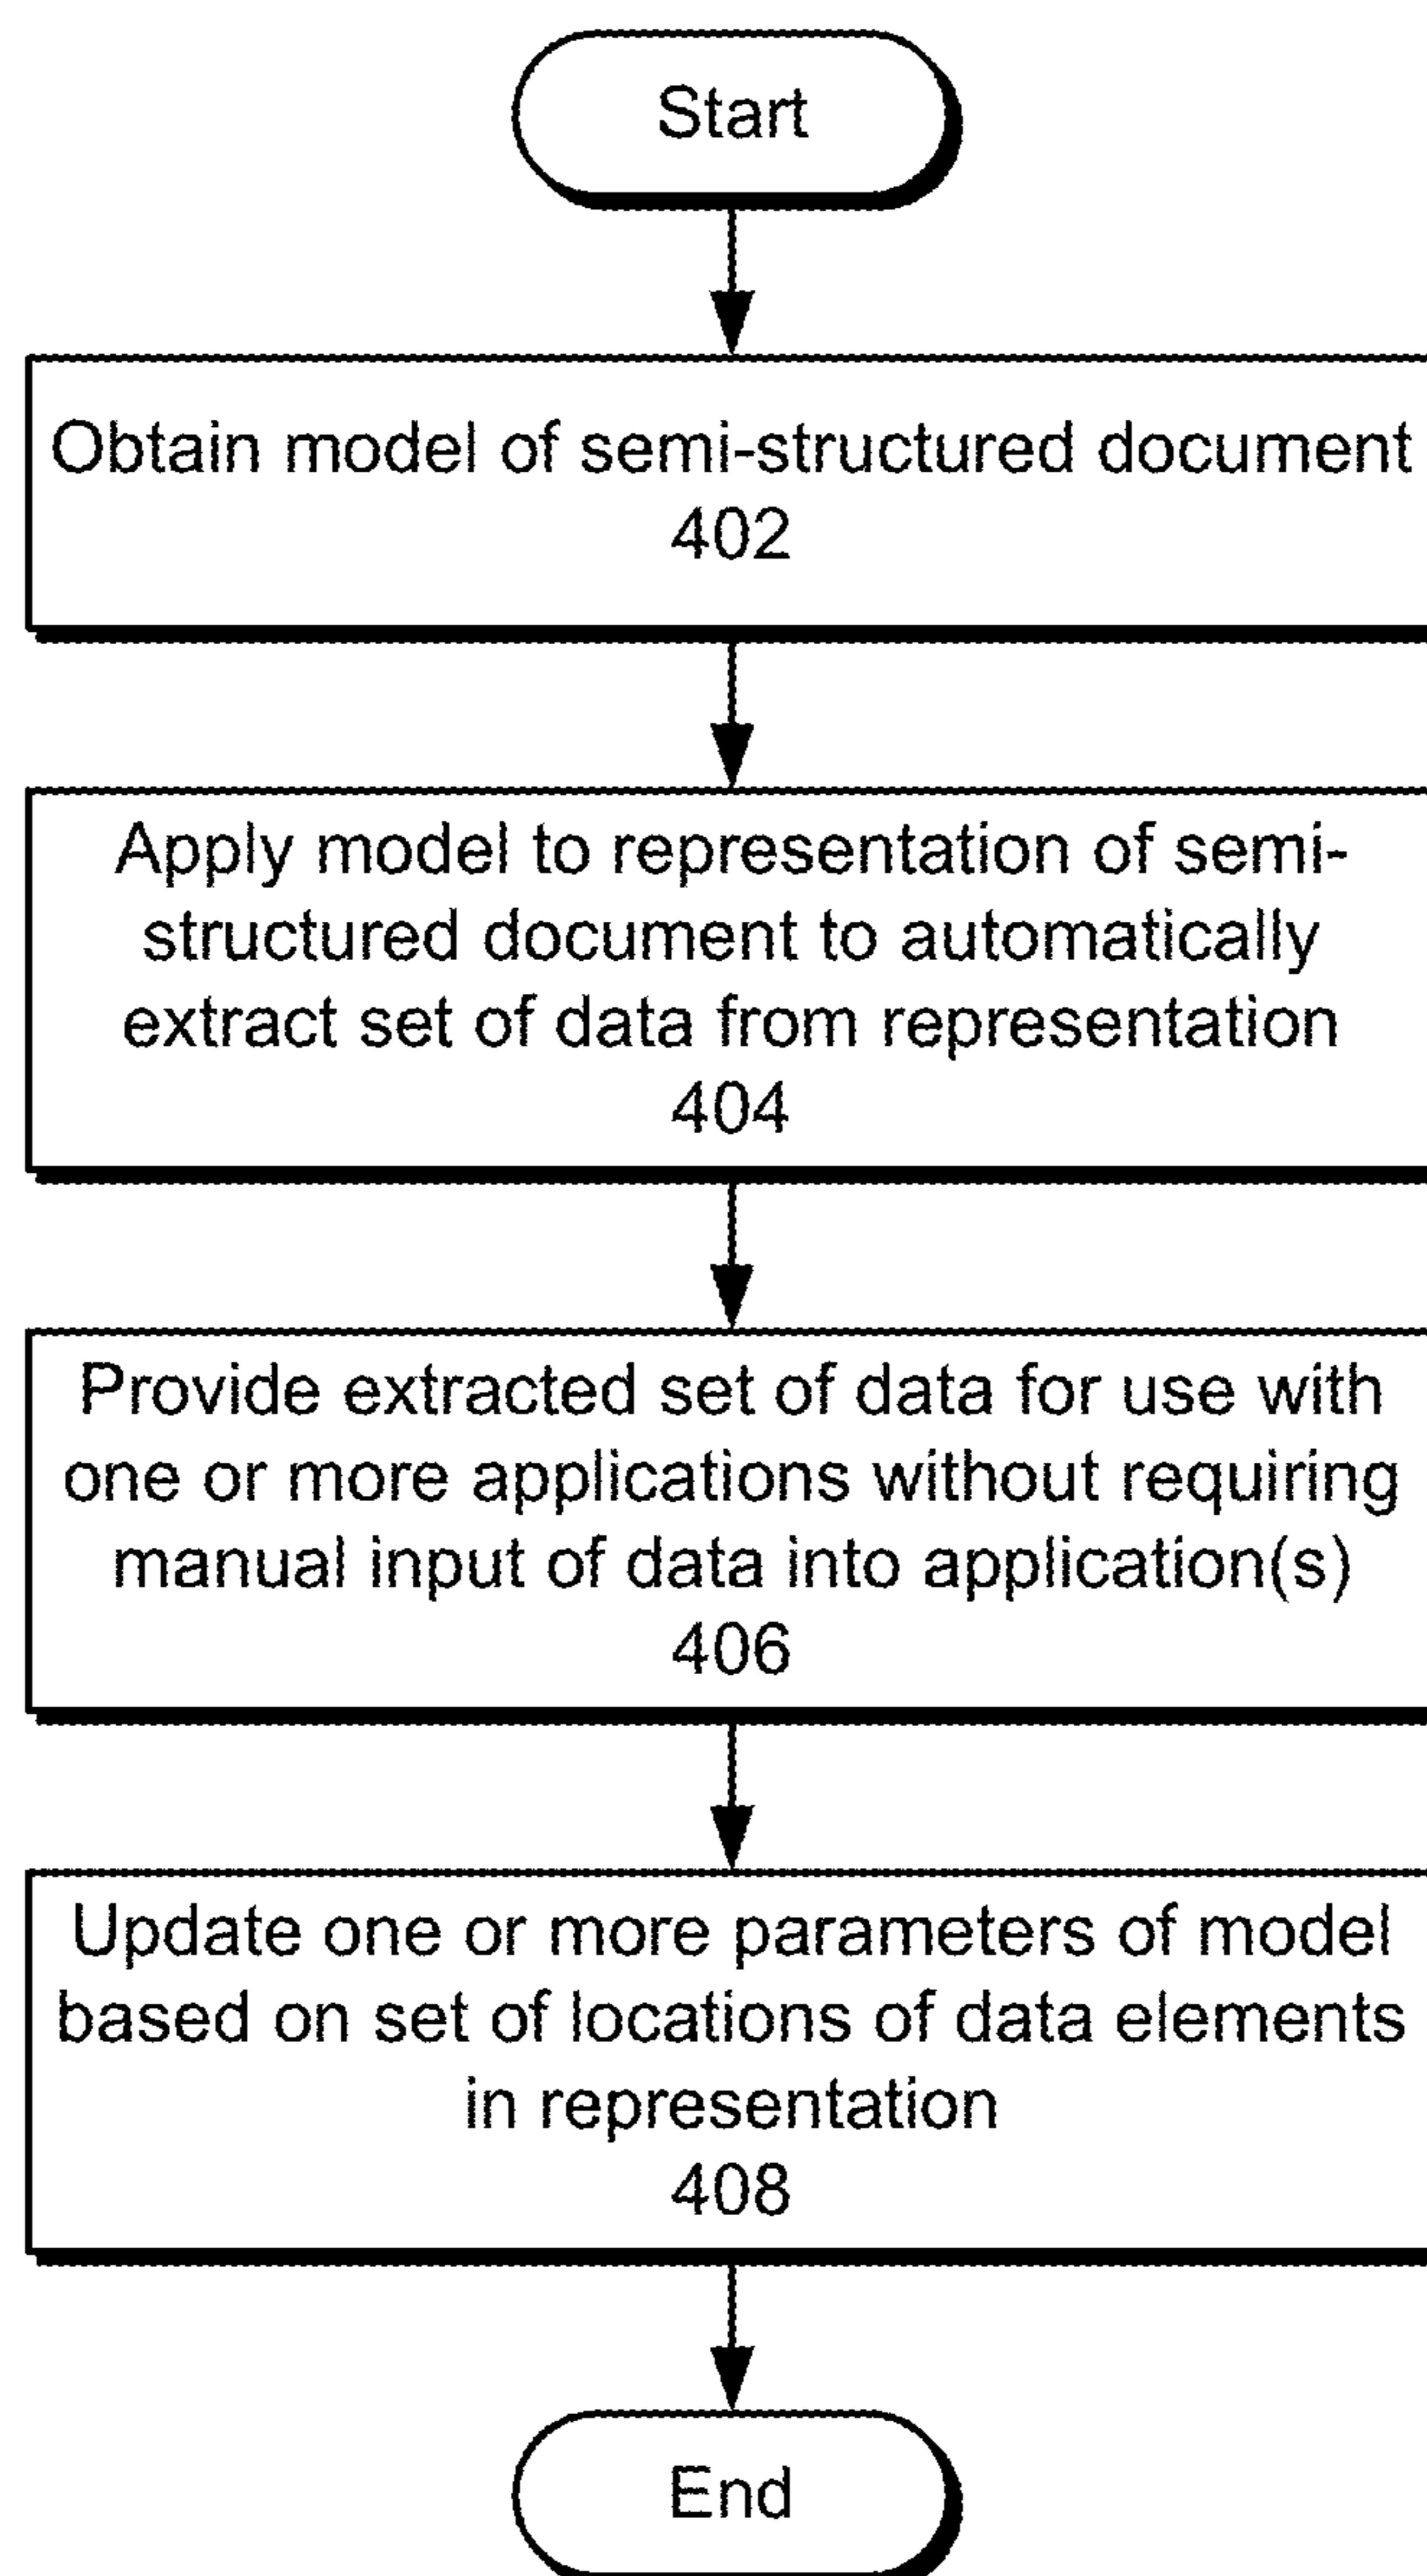 Start
Obtain model of semi-structured document
402
Apply model to representation of semi-
structured document to automatically
extract set of data from representation
404
Provide extracted set of data for use with
one or more applications without requiring
manual input of data into application(s)
406
Update one or more parameters of model
based on set of locations of data elements
in representation
408
End